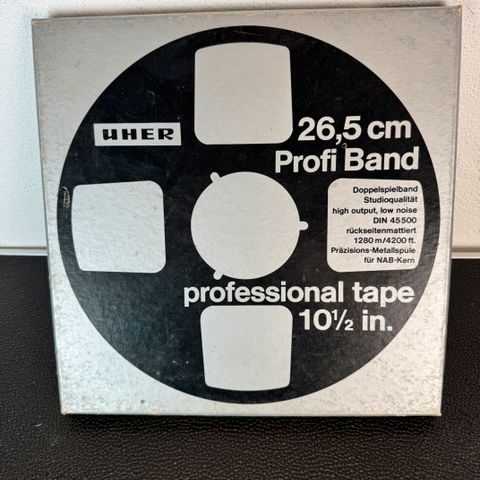 UHER
26,5 cm
Profi Band
Doppelspielband
Studioqualität
high output, low noise
DIN 45500
rückseitenmattiert
1280 m/4200 ft.
Präzisions-Metallspule
für NAB-Kern
professional tape
10½ in.